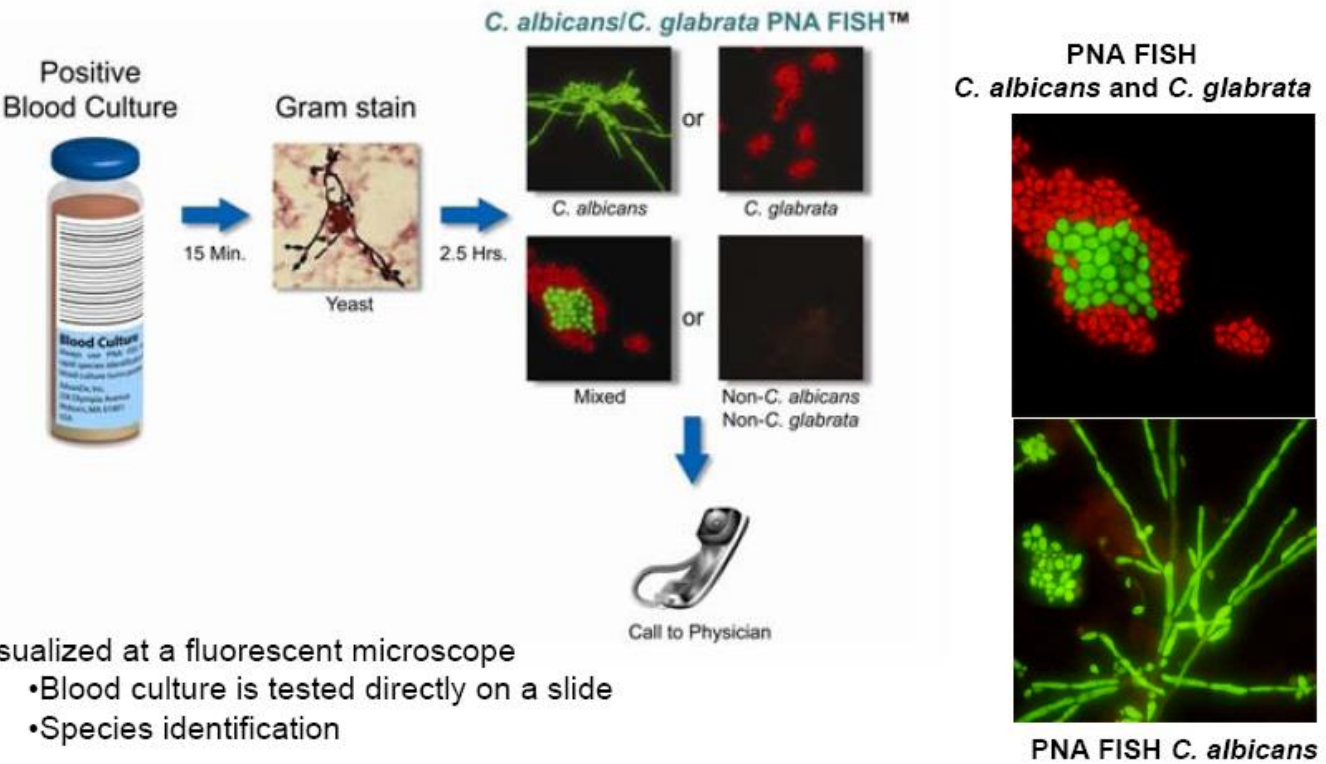 C. albicans/C. glabrata PNA FISH™
Positive
Blood Culture
Gram stain
15 Min.
Yeast
2.5 Hrs.
or
C. albicans
C. glabrata
or
Mixed
Non-C. albicans
Non-C. glabrata
Blood Culture
Call to Physician
PNA FISH
C. albicans and C. glabrata
PNA FISH C. albicans
sualized at a fluorescent microscope
•Blood culture is tested directly on a slide
•Species identification